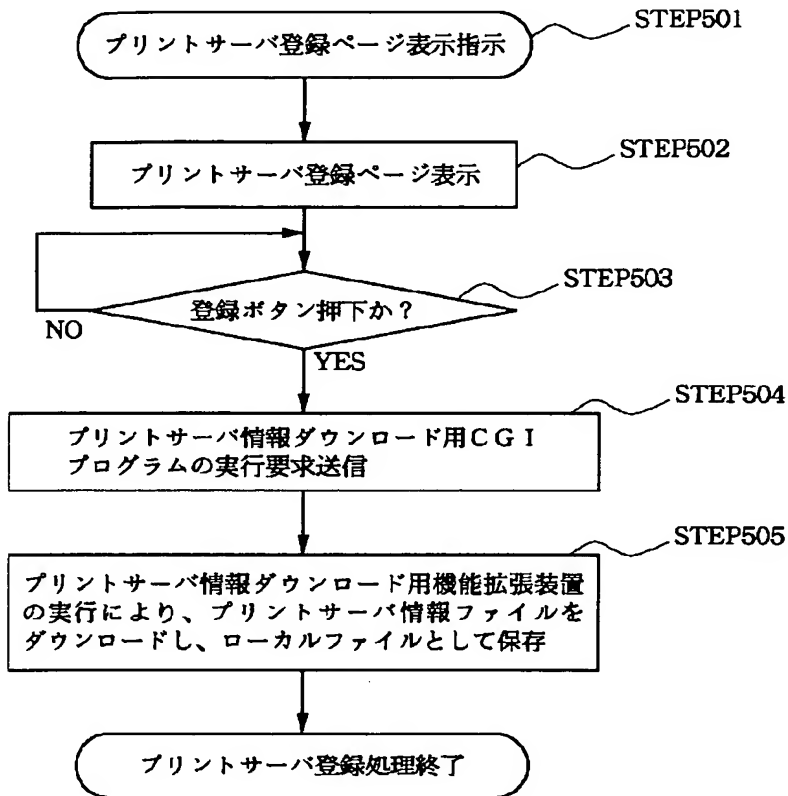 プリントサーバ登録ページ表示指示
STEP501
プリントサーバ登録ページ表示
STEP502
登録ボタン押下か？
STEP503
NO
YES
プリントサーバ情報ダウンロード用ＣＧＩ
プログラムの実行要求送信
STEP504
プリントサーバ情報ダウンロード用機能拡張装置
の実行により、プリントサーバ情報ファイルを
ダウンロードし、ローカルファイルとして保存
STEP505
プリントサーバ登録処理終了